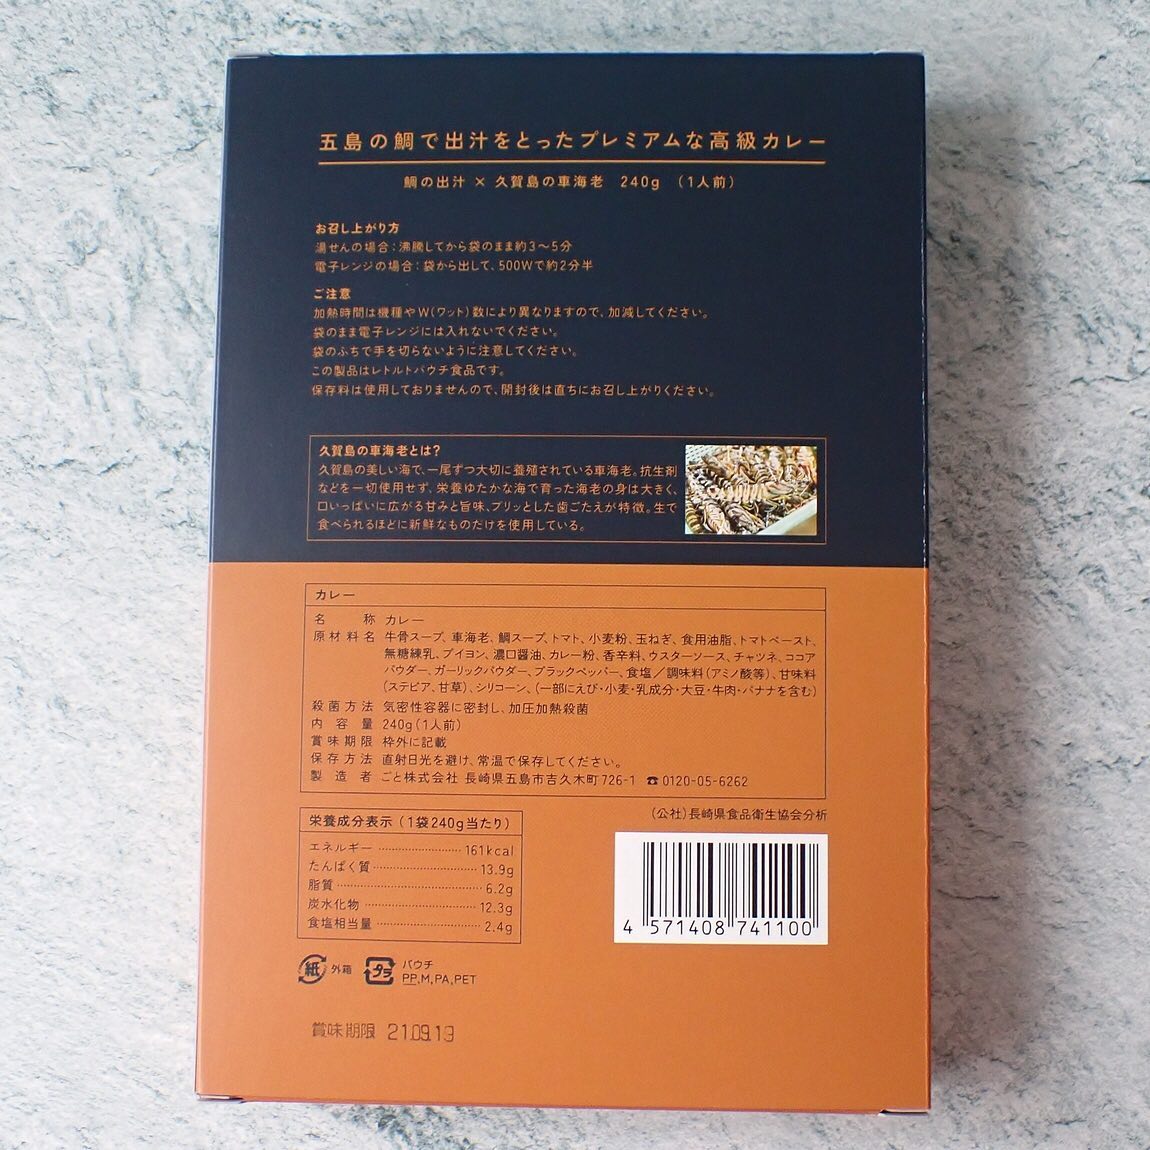 五島の鯛で出汁をとったプレミアムな高級カレー
鯛の出汁 × 久賀島の車海老 240g (1人前)
お召し上がり方
湯せんの場合：沸騰してから袋のまま約3〜5分
電子レンジの場合：袋から出して、500Wで約2分半
ご注意
加熱時間は機種やW(ワット)数により異なりますので、加減してください。
袋のまま電子レンジには入れないでください。
袋のふちで手を切らないように注意してください。
この製品はレトルトパウチ食品です。
保存料は使用しておりませんので、開封後は直ちにお召し上がりください。
久賀島の車海老とは?
久賀島の美しい海で、一尾ずつ大切に養殖されている車海老。抗生剤
などを一切使用せず、栄養ゆたかな海で育った海老の身は大きく、
口いっぱいに広がる甘みと旨味、プリッとした歯ごたえが特徴。生で
食べられるほどに新鮮なものだけを使用している。
カレー
名称 カレー
原材料名 牛骨スープ、車海老、鯛スープ、トマト、小麦粉、玉ねぎ、食用油脂、トマトペースト、
無糖練乳、ブイヨン、濃口醤油、カレー粉、香辛料、ウスターソース、チャツネ、ココア
パウダー、ガーリックパウダー、ブラックペッパー、食塩／調味料(アミノ酸等)、甘味料
(ステビア、甘草)、シリコーン、(一部にえび・小麦・乳成分・大豆・牛肉・バナナを含む)
殺菌方法 気密性容器に密封し、加圧加熱殺菌
内容量 240g(1人前)
賞味期限 枠外に記載
保存方法 直射日光を避け、常温で保存してください。
製造者 ごと株式会社 長崎県五島市吉久木町726-1 ☎0120-05-6262
(公社)長崎県食品衛生協会分析
栄養成分表示 (1袋240g当たり)
エネルギー 161kcal
たんぱく質 13.9g
脂質 6.2g
炭水化物 12.3g
食塩相当量 2.4g
4 571408 741100
紙 外箱 プラ パウチ
PP,M,PA,PET
賞味期限 21.09.19